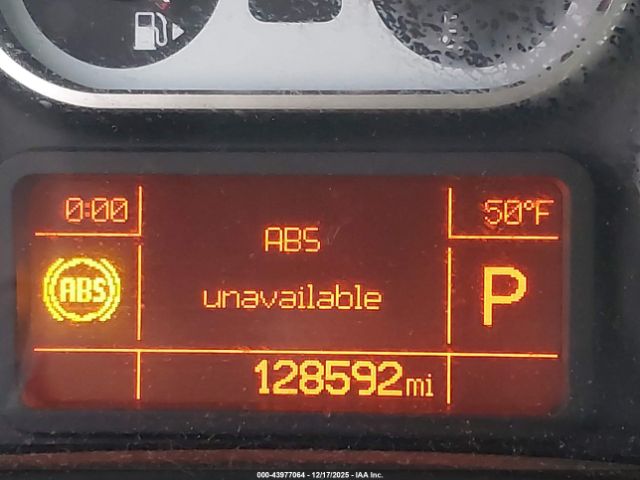 0:00
50°F
ABS
ABS
unavailable
P
128592mi
000-43977064 - 12/17/2025 - IAA Inc.